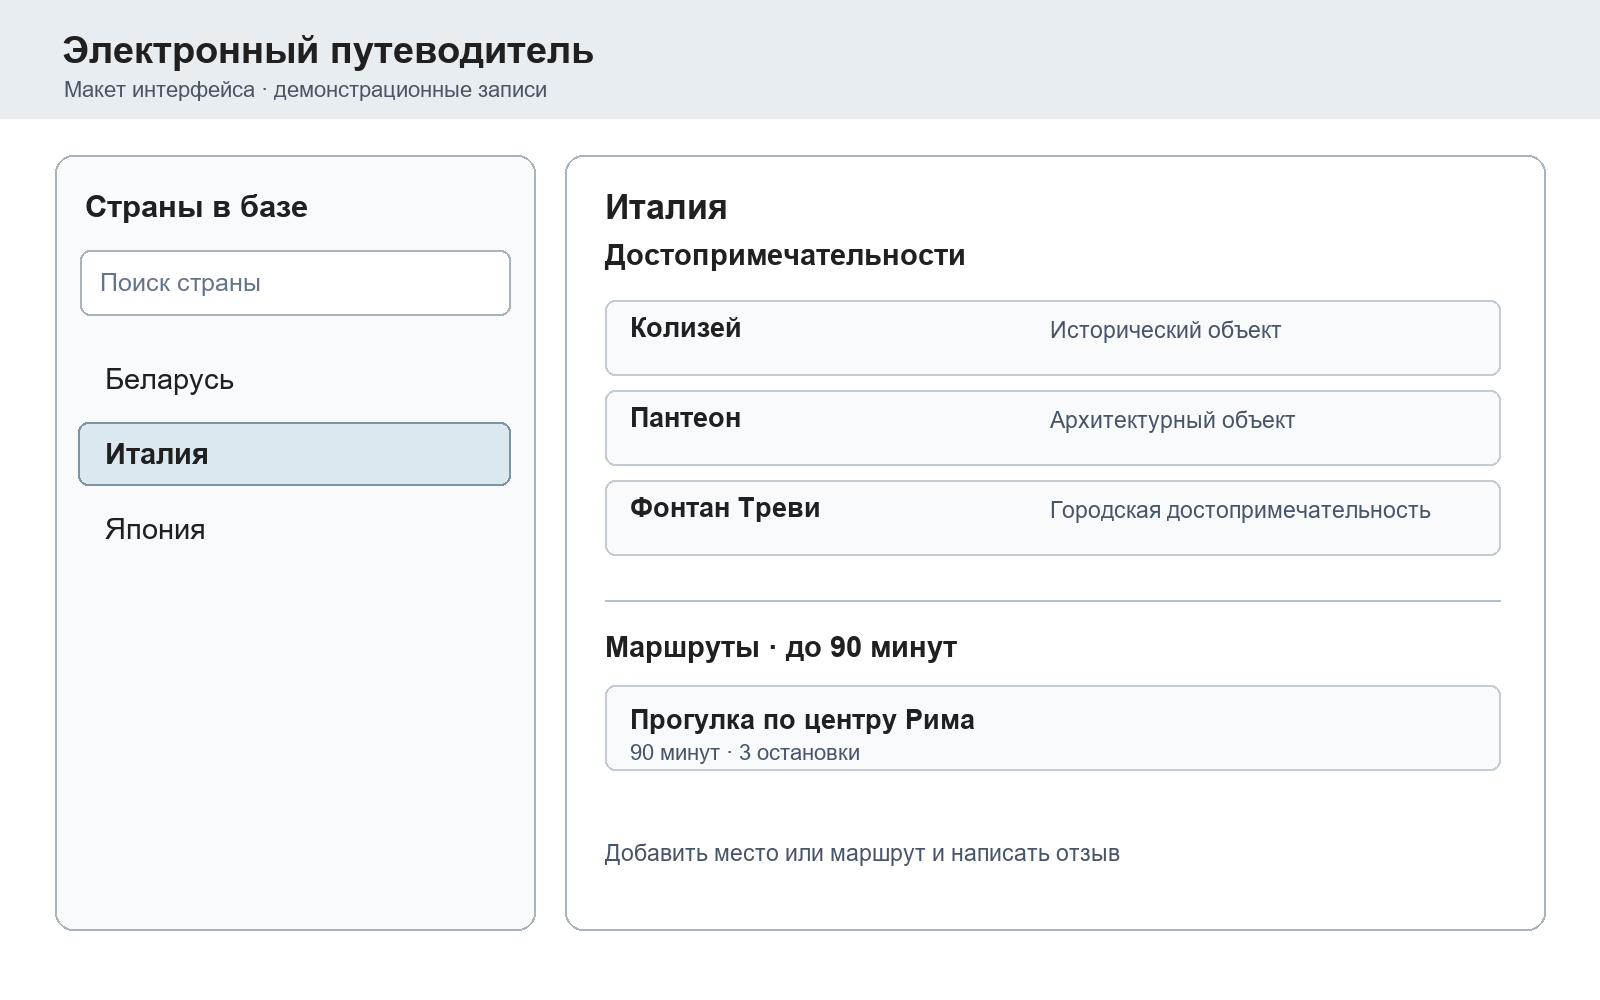 Электронный путеводитель
Макет интерфейса · демонстрационные записи
Страны в базе
Поиск страны
Беларусь
Италия
Япония
Италия
Достопримечательности
Колизей
Исторический объект
Пантеон
Архитектурный объект
Фонтан Треви
Городская достопримечательность
Маршруты · до 90 минут
Прогулка по центру Рима
90 минут · 3 остановки
Добавить место или маршрут и написать отзыв